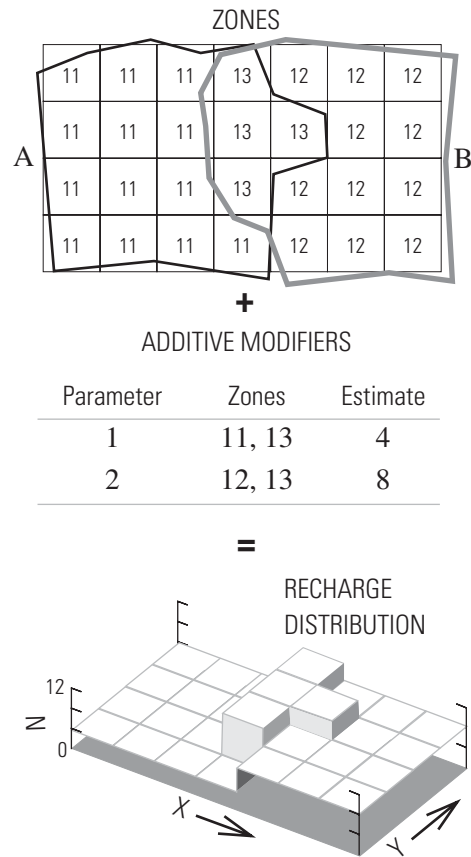 ZONES
11 11 11 13 12 12 12
11 11 11 13 13 12 12
A B
11 11 11 13 12 12 12
11 11 11 11 12 12 12
+
ADDITIVE MODIFIERS
Parameter Zones Estimate
1 11, 13 4
2 12, 13 8
=
RECHARGE
DISTRIBUTION
12
N
0
X
Y